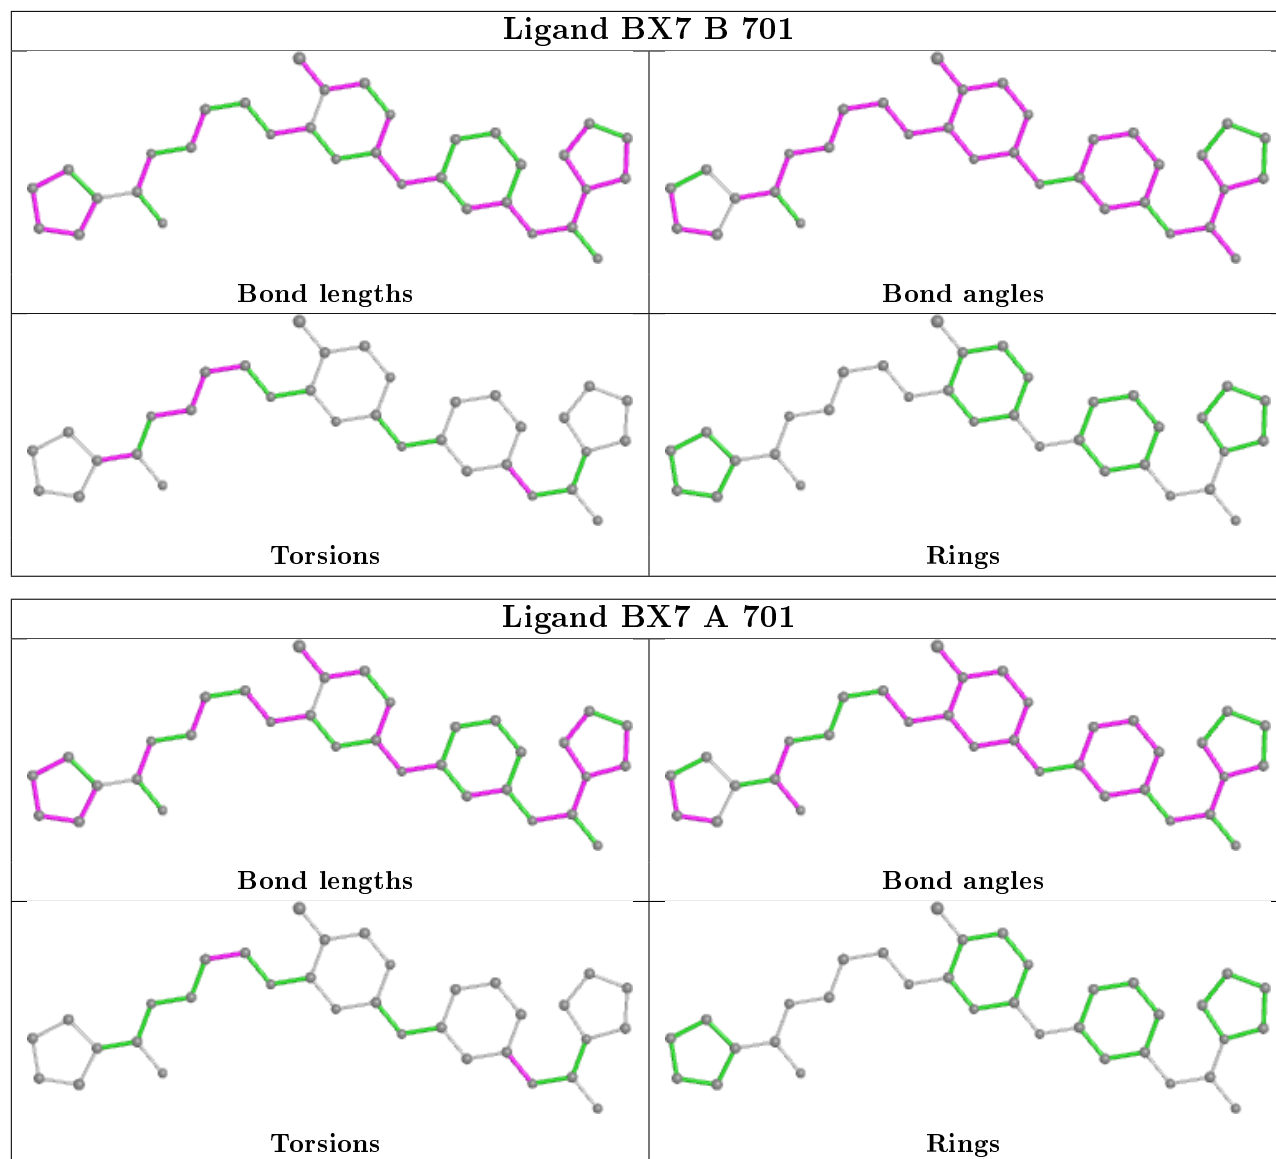 Ligand BX7 B 701
Bond lengths
Bond angles
Torsions
Rings
Ligand BX7 A 701
Bond lengths
Bond angles
Torsions
Rings